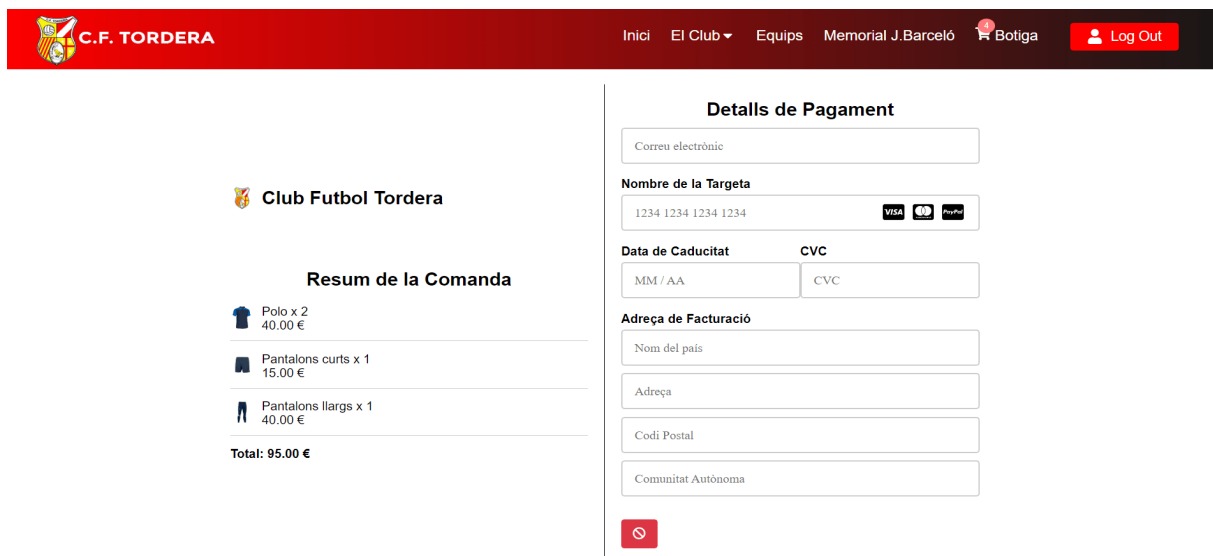 C.F. TORDERA
Inici El Club Equips Memorial J.Barceló 4 Botiga Log Out
Club Futbol Tordera
Resum de la Comanda
Polo x 2
40.00 €
Pantalons curts x 1
15.00 €
Pantalons llargs x 1
40.00 €
Total: 95.00 €
Detalls de Pagament
Correu electrònic
Nombre de la Targeta
1234 1234 1234 1234 VISA PayPal
Data de Caducitat CVC
MM / AA CVC
Adreça de Facturació
Nom del país
Adreça
Codi Postal
Comunitat Autònoma